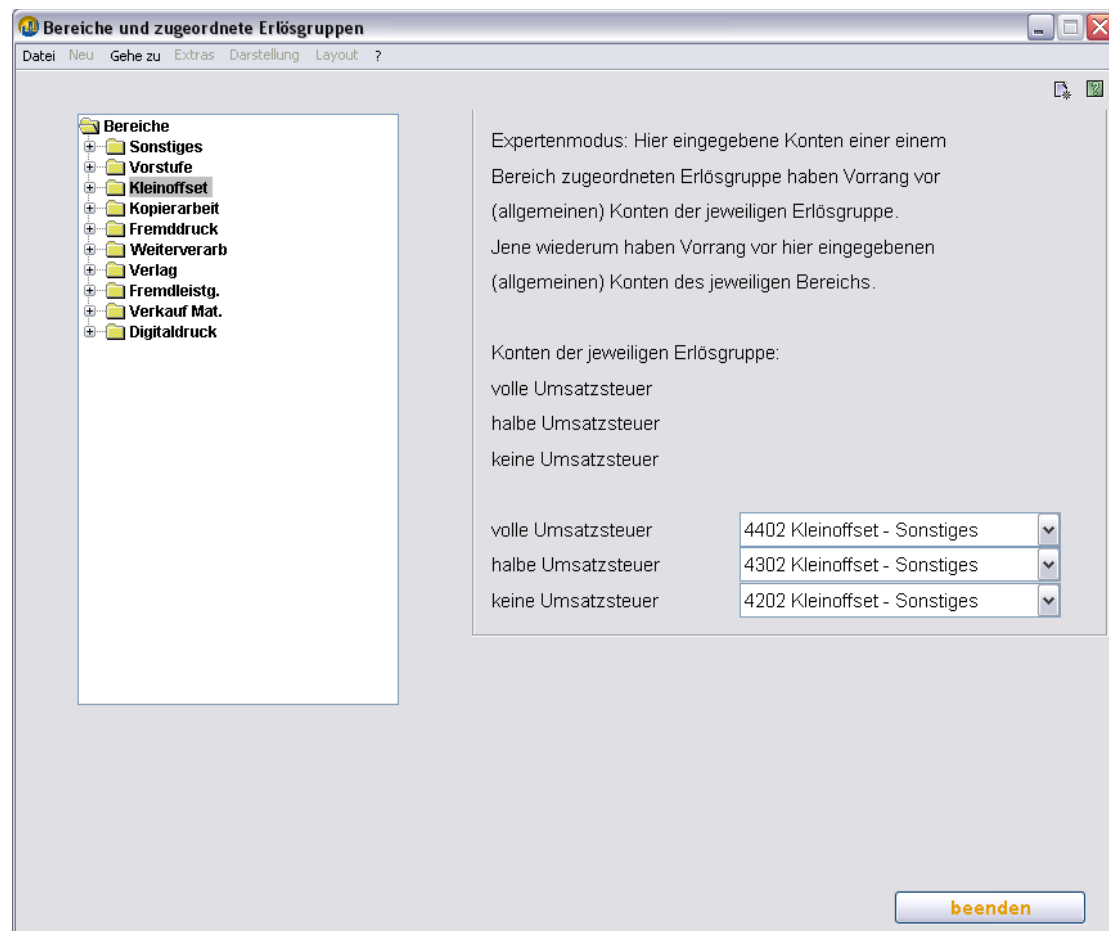 Bereiche und zugeordnete Erlösgruppen
Datei Neu Gehe zu Extras Darstellung Layout ?
Bereiche
Sonstiges
Vorstufe
Kleinoffset
Kopierarbeit
Fremddruck
Weiterverarb
Verlag
Fremdleistg.
Verkauf Mat.
Digitaldruck
Expertenmodus: Hier eingegebene Konten einer einem
Bereich zugeordneten Erlösgruppe haben Vorrang vor
(allgemeinen) Konten der jeweiligen Erlösgruppe.
Jene wiederum haben Vorrang vor hier eingegebenen
(allgemeinen) Konten des jeweiligen Bereichs.
Konten der jeweiligen Erlösgruppe:
volle Umsatzsteuer
halbe Umsatzsteuer
keine Umsatzsteuer
volle Umsatzsteuer 4402 Kleinoffset - Sonstiges
halbe Umsatzsteuer 4302 Kleinoffset - Sonstiges
keine Umsatzsteuer 4202 Kleinoffset - Sonstiges
beenden